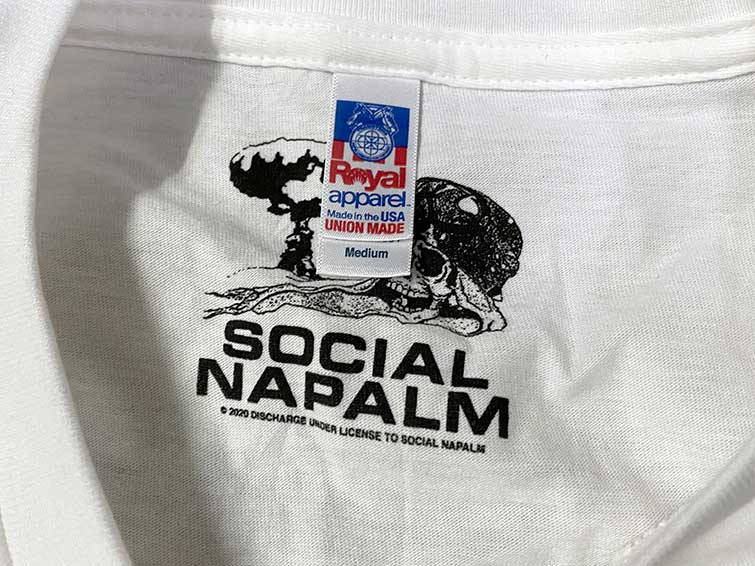 Royal
apparel
Made in the USA
UNION MADE
Medium
SOCIAL
NAPALM
© 2020 DISCHARGE UNDER LICENSE TO SOCIAL NAPALM